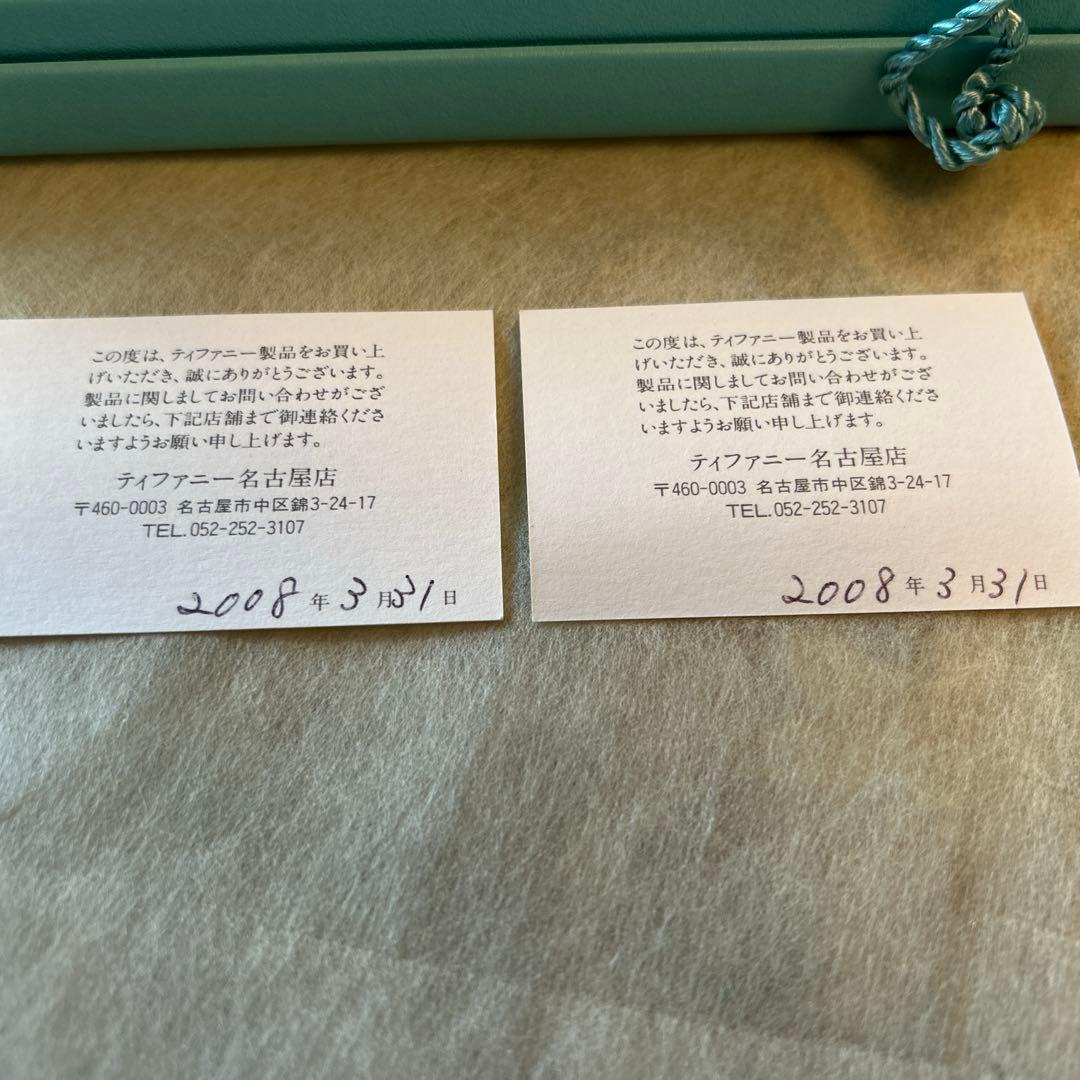 この度は、ティファニー製品をお買い上
げいただき、誠にありがとうございます。
製品に関しましてお問い合わせがござ
いましたら、下記店舗まで御連絡くださ
いますようお願い申し上げます。
ティファニー名古屋店
〒460-0003 名古屋市中区錦3-24-17
TEL.052-252-3107
2008年3月31日
この度は、ティファニー製品をお買い上
げいただき、誠にありがとうございます。
製品に関しましてお問い合わせがござ
いましたら、下記店舗まで御連絡くださ
いますようお願い申し上げます。
ティファニー名古屋店
〒460-0003 名古屋市中区錦3-24-17
TEL.052-252-3107
2008年3月31日